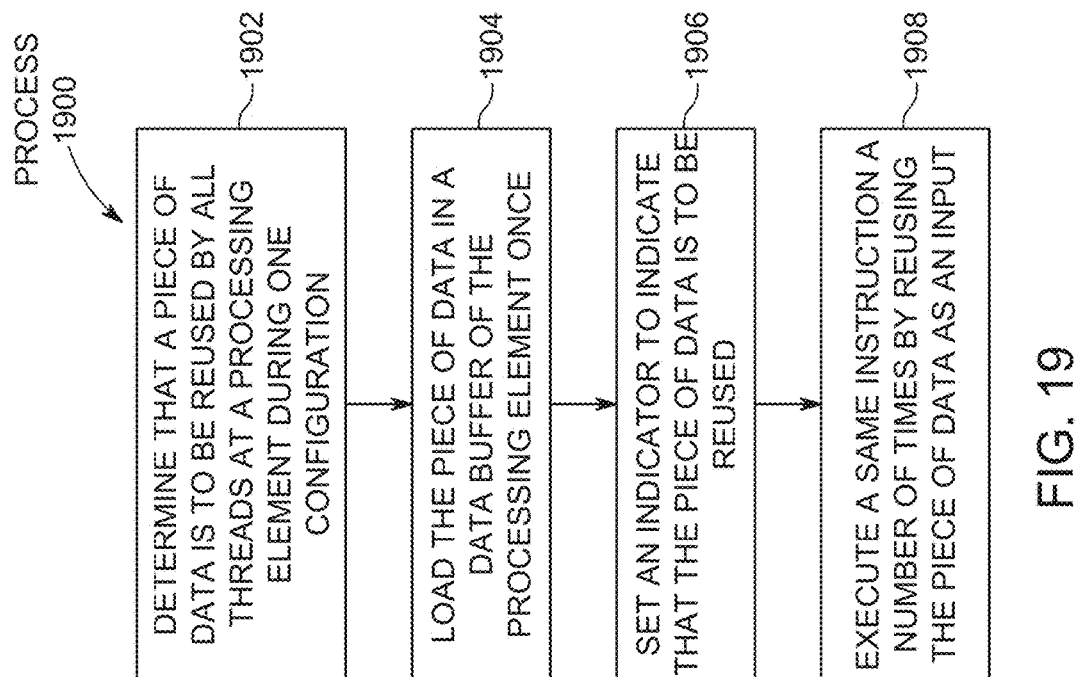 PROCESS
1900
DETERMINE THAT A PIECE OF
DATA IS TO BE REUSED BY ALL
THREADS AT A PROCESSING
ELEMENT DURING ONE
CONFIGURATION
1902
LOAD THE PIECE OF DATA IN A
DATA BUFFER OF THE
PROCESSING ELEMENT ONCE
1904
SET AN INDICATOR TO INDICATE
THAT THE PIECE OF DATA IS TO BE
REUSED
1906
EXECUTE A SAME INSTRUCTION A
NUMBER OF TIMES BY REUSING
THE PIECE OF DATA AS AN INPUT
1908
FIG. 19